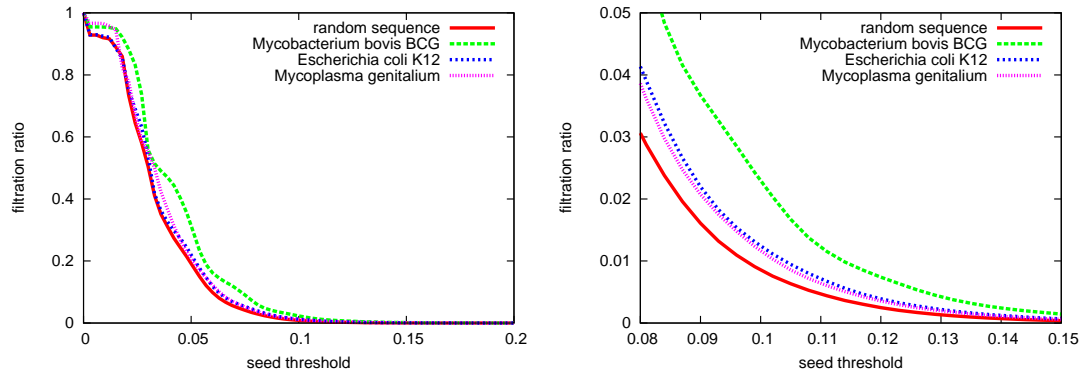 random sequence
Mycobacterium bovis BCG
Escherichia coli K12
Mycoplasma genitalium
filtration ratio
1
0.8
0.6
0.4
0.2
0
0 0.05 0.1 0.15 0.2
seed threshold
random sequence
Mycobacterium bovis BCG
Escherichia coli K12
Mycoplasma genitalium
filtration ratio
0.05
0.04
0.03
0.02
0.01
0.00
0.08 0.09 0.1 0.11 0.12 0.13 0.14 0.15
seed threshold